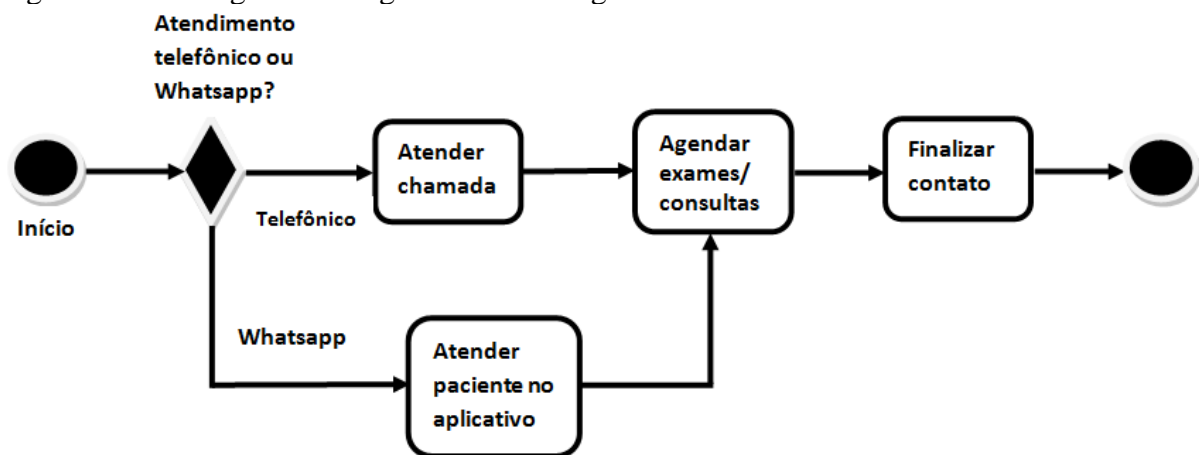 Atendimento
telefônico ou
Whatsapp?
Início
Telefônico
Atender
chamada
Agendar
exames/
consultas
Finalizar
contato
Whatsapp
Atender
paciente no
aplicativo